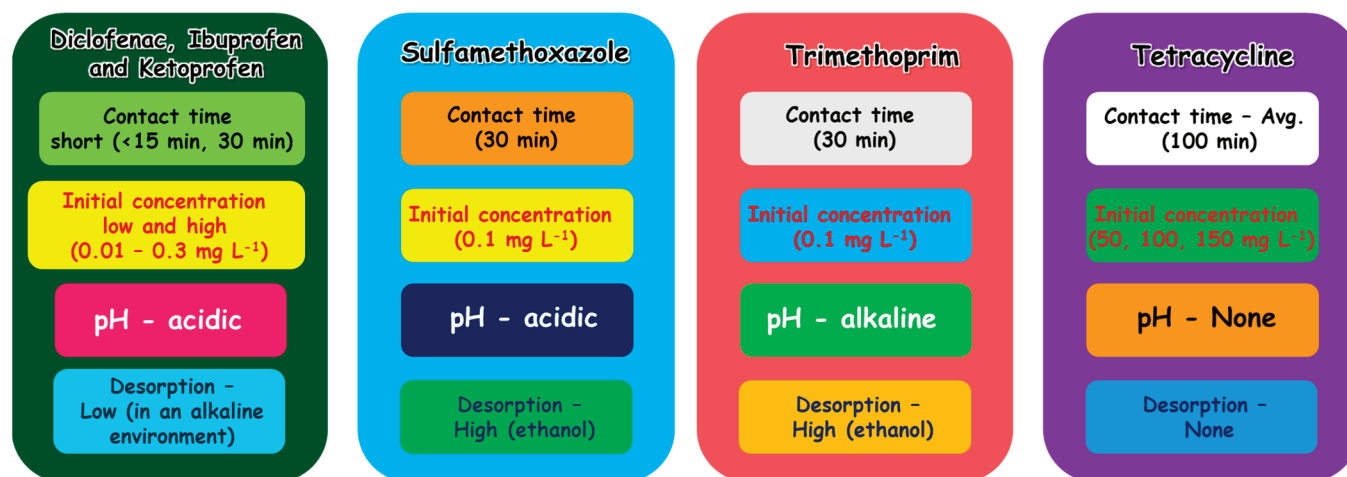 Diclofenac, Ibuprofen
and Ketoprofen
Contact time
short (<15 min, 30 min)
Initial concentration
low and high
(0.01 – 0.3 mg L⁻¹)
pH - acidic
Desorption –
Low (in an alkaline
environment)
Sulfamethoxazole
Contact time
(30 min)
Initial concentration
(0.1 mg L⁻¹)
pH - acidic
Desorption –
High (ethanol)
Trimethoprim
Contact time
(30 min)
Initial concentration
(0.1 mg L⁻¹)
pH - alkaline
Desorption –
High (ethanol)
Tetracycline
Contact time – Avg.
(100 min)
Initial concentration
(50, 100, 150 mg L⁻¹)
pH - None
Desorption –
None